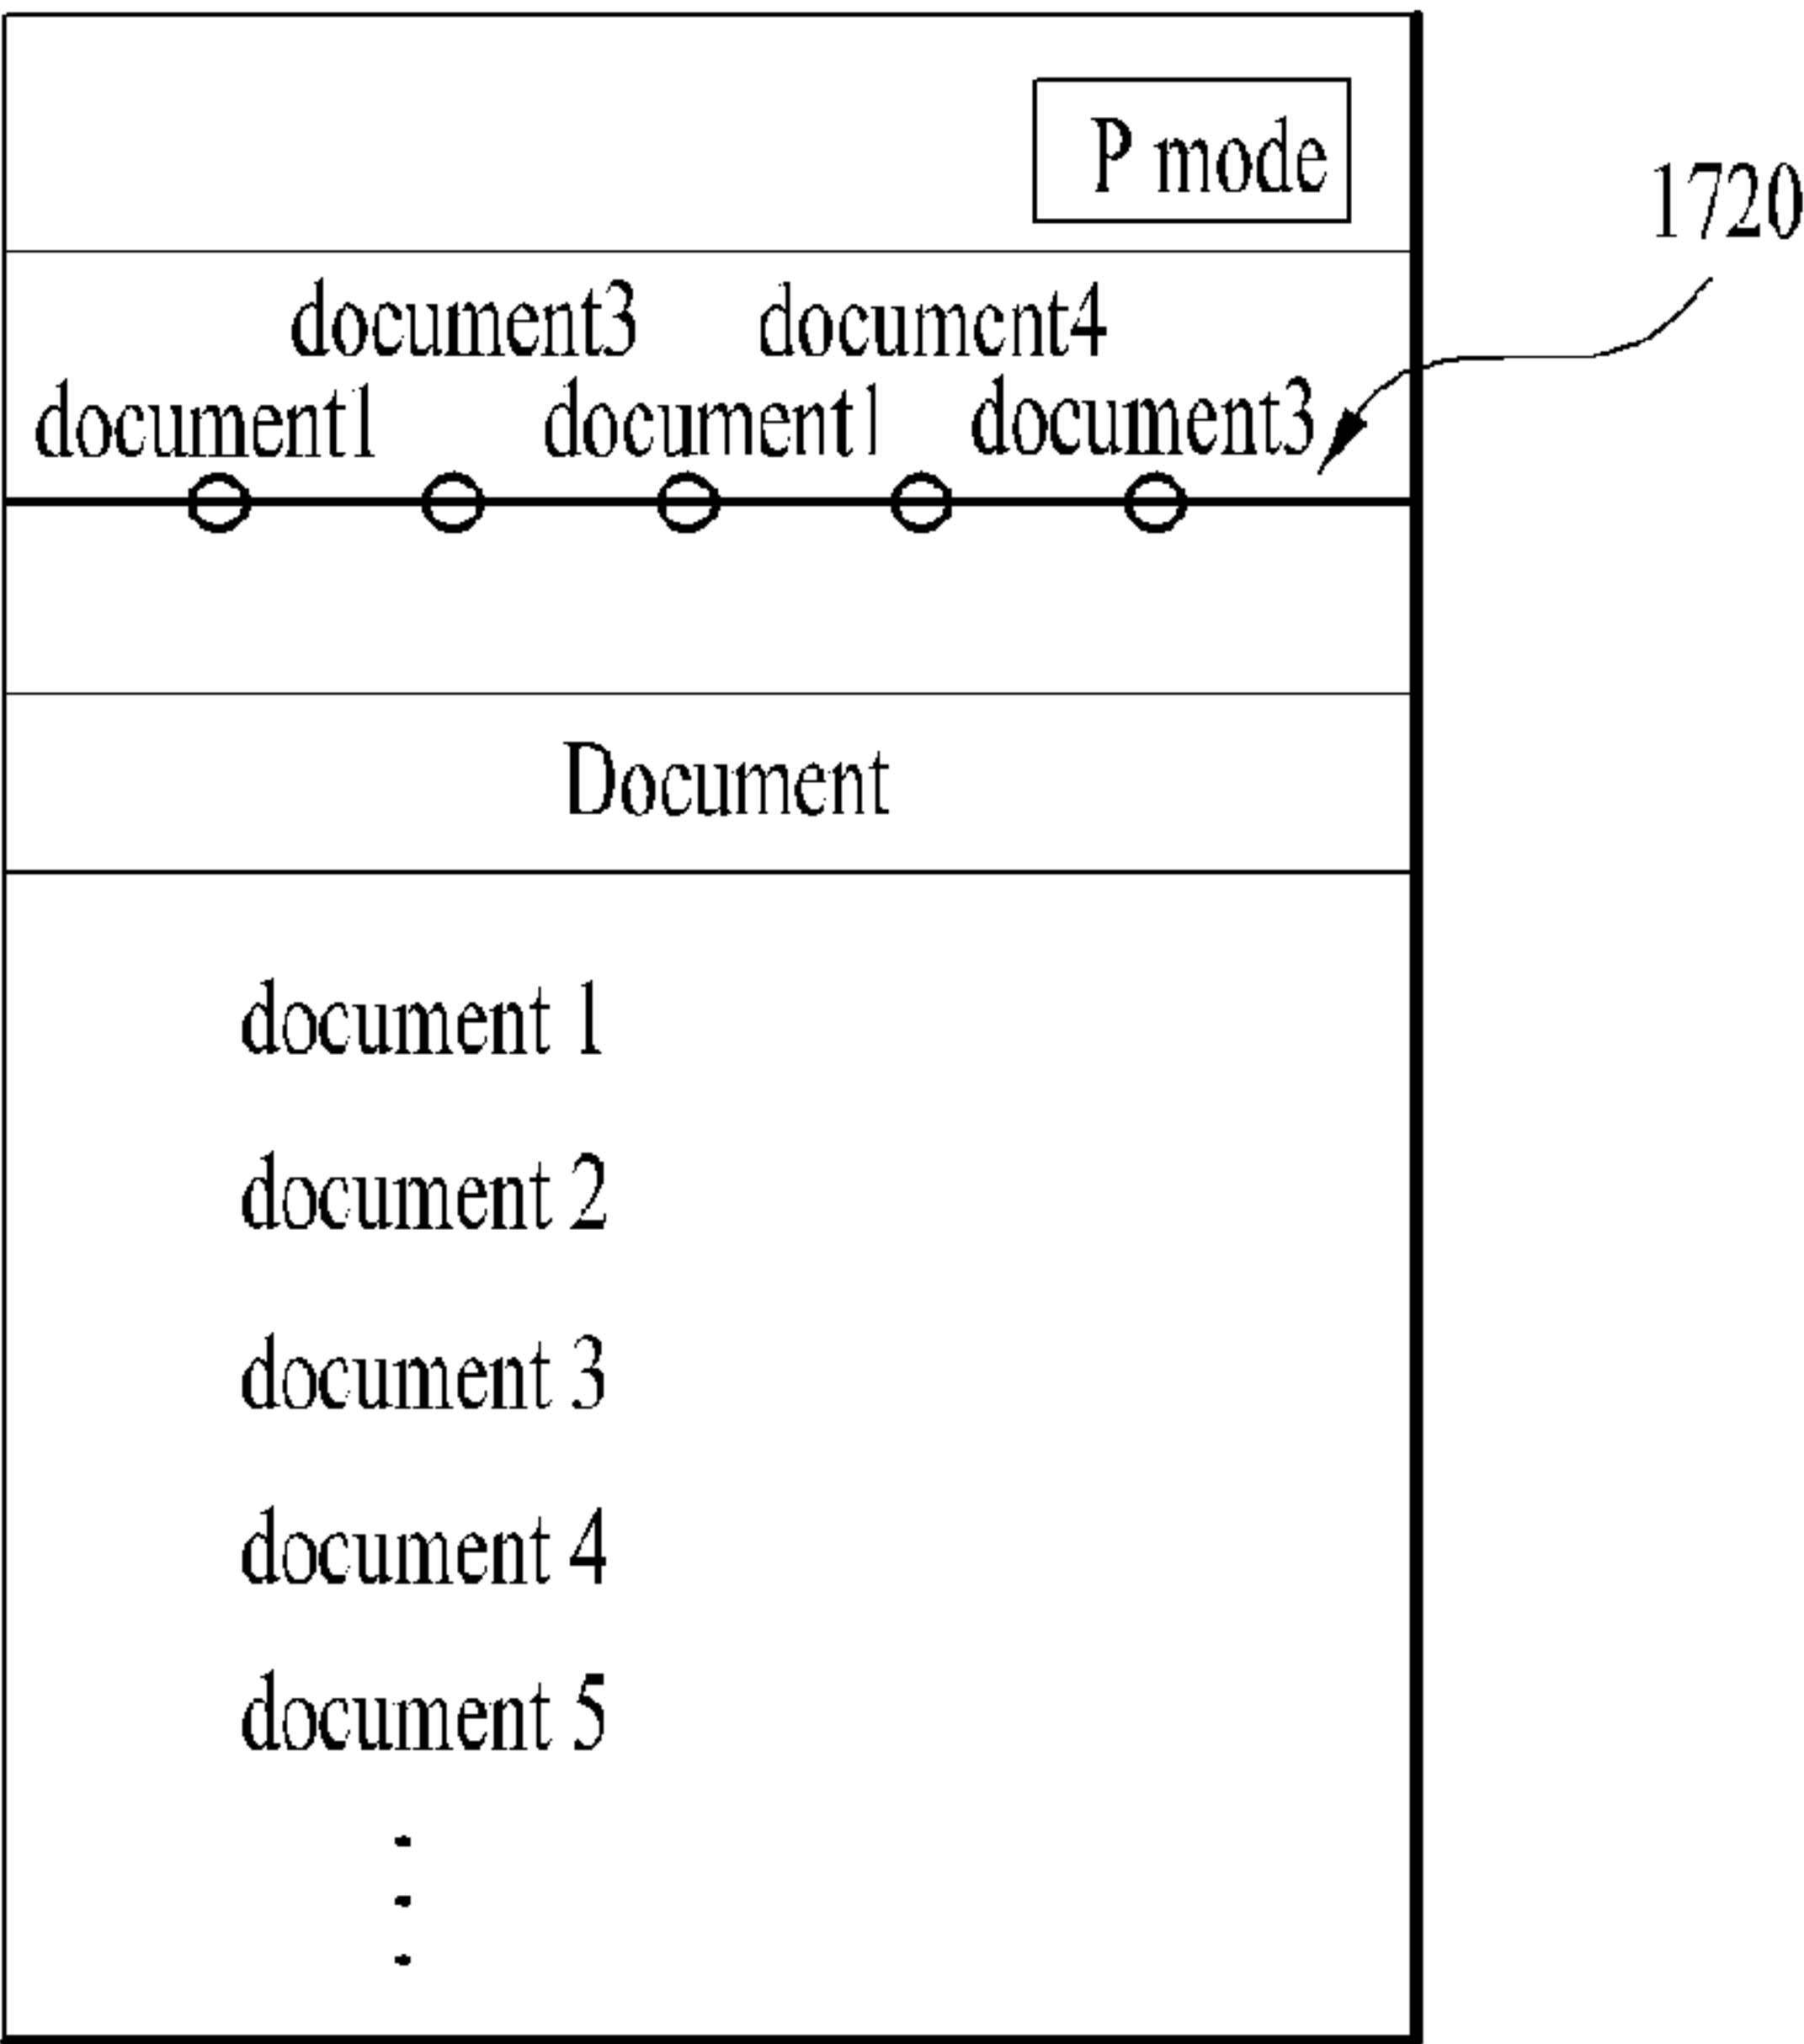 P mode
1720
document3 document4
document1 document1 document3
Document
document 1
document 2
document 3
document 4
document 5